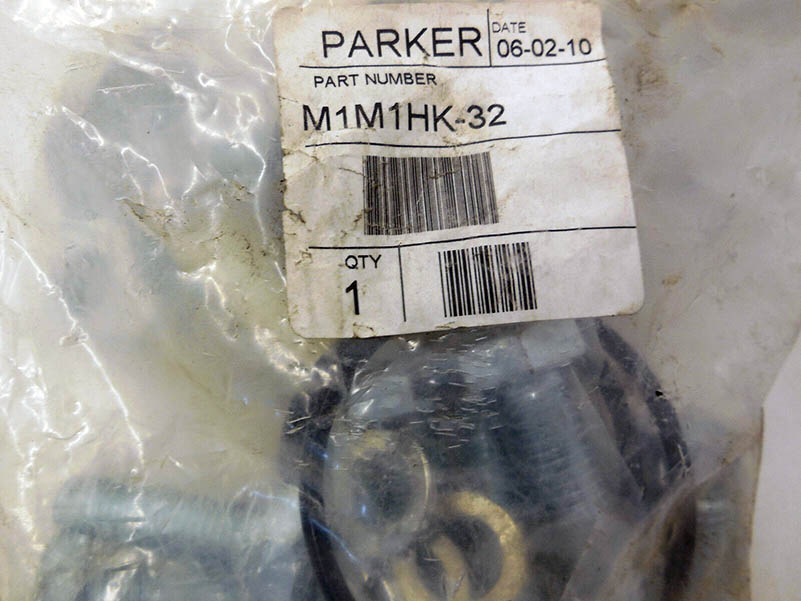 PARKER
DATE
06-02-10
PART NUMBER
M1M1HK-32
QTY
1